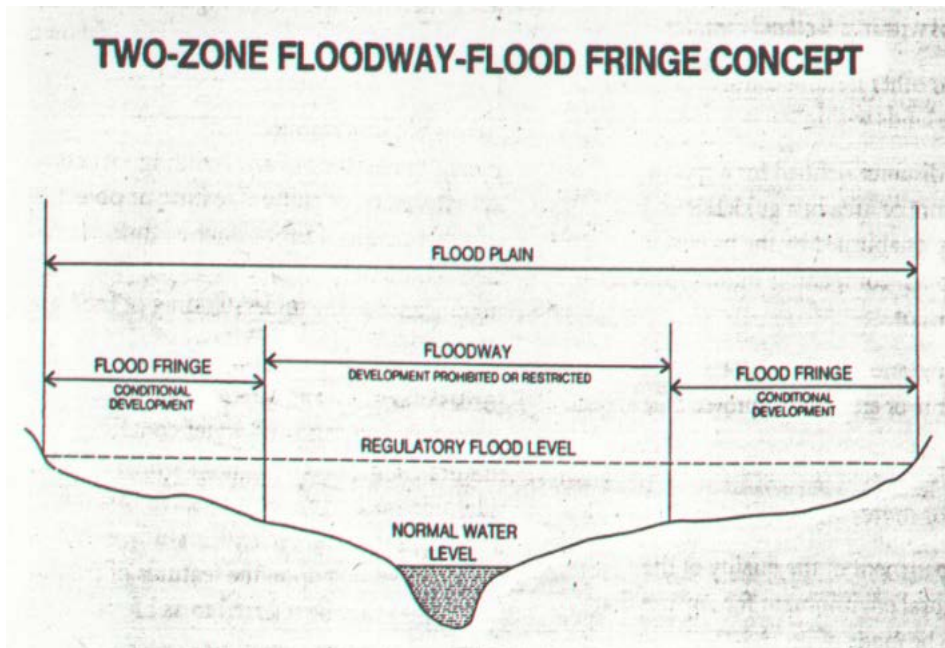 TWO-ZONE FLOODWAY-FLOOD FRINGE CONCEPT
FLOOD PLAIN
FLOODWAY
DEVELOPMENT PROHIBITED OR RESTRICTED
FLOOD FRINGE
CONDITIONAL
DEVELOPMENT
FLOOD FRINGE
CONDITIONAL
DEVELOPMENT
REGULATORY FLOOD LEVEL
NORMAL WATER
LEVEL